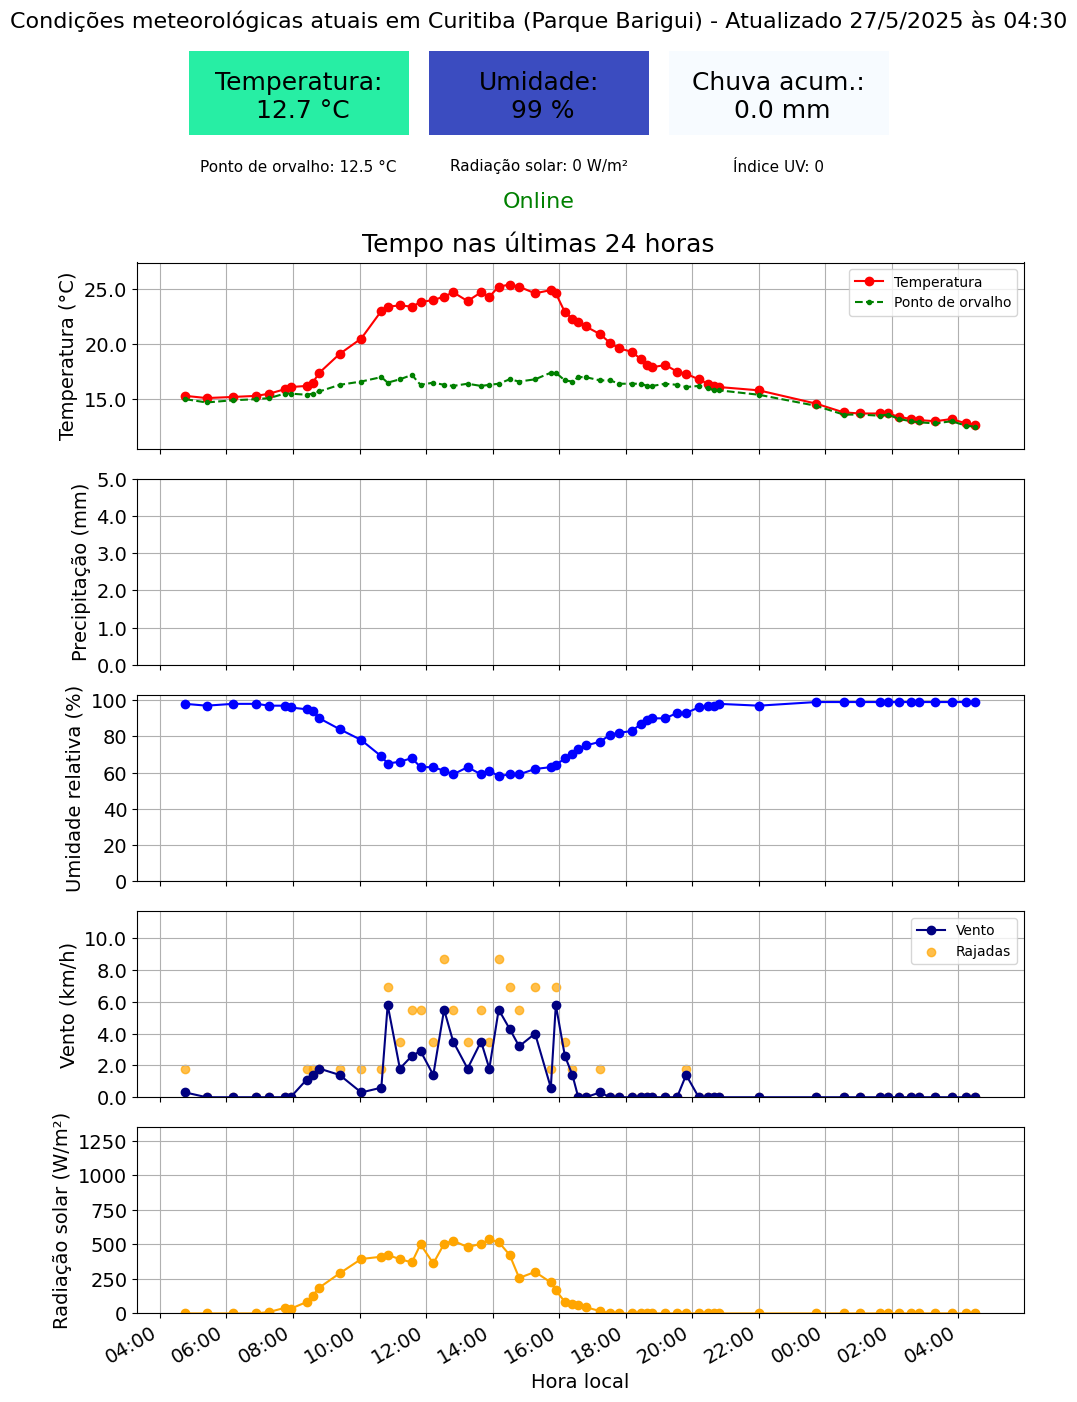 Condições meteorológicas atuais em Curitiba (Parque Barigui) - Atualizado 27/5/2025 às 04:30
Temperatura:
12.7 °C
Umidade:
99 %
Chuva acum.:
0.0 mm
Ponto de orvalho: 12.5 °C
Radiação solar: 0 W/m²
Índice UV: 0
Online
Tempo nas últimas 24 horas
Temperatura (°C)
25.0
20.0
15.0
Temperatura
Ponto de orvalho
Precipitação (mm)
5.0
4.0
3.0
2.0
1.0
0.0
Umidade relativa (%)
100
80
60
40
20
0
Vento (km/h)
10.0
8.0
6.0
4.0
2.0
0.0
Vento
Rajadas
Radiação solar (W/m²)
1250
1000
750
500
250
0
04:00
06:00
08:00
10:00
12:00
14:00
16:00
18:00
20:00
22:00
00:00
02:00
04:00
Hora local